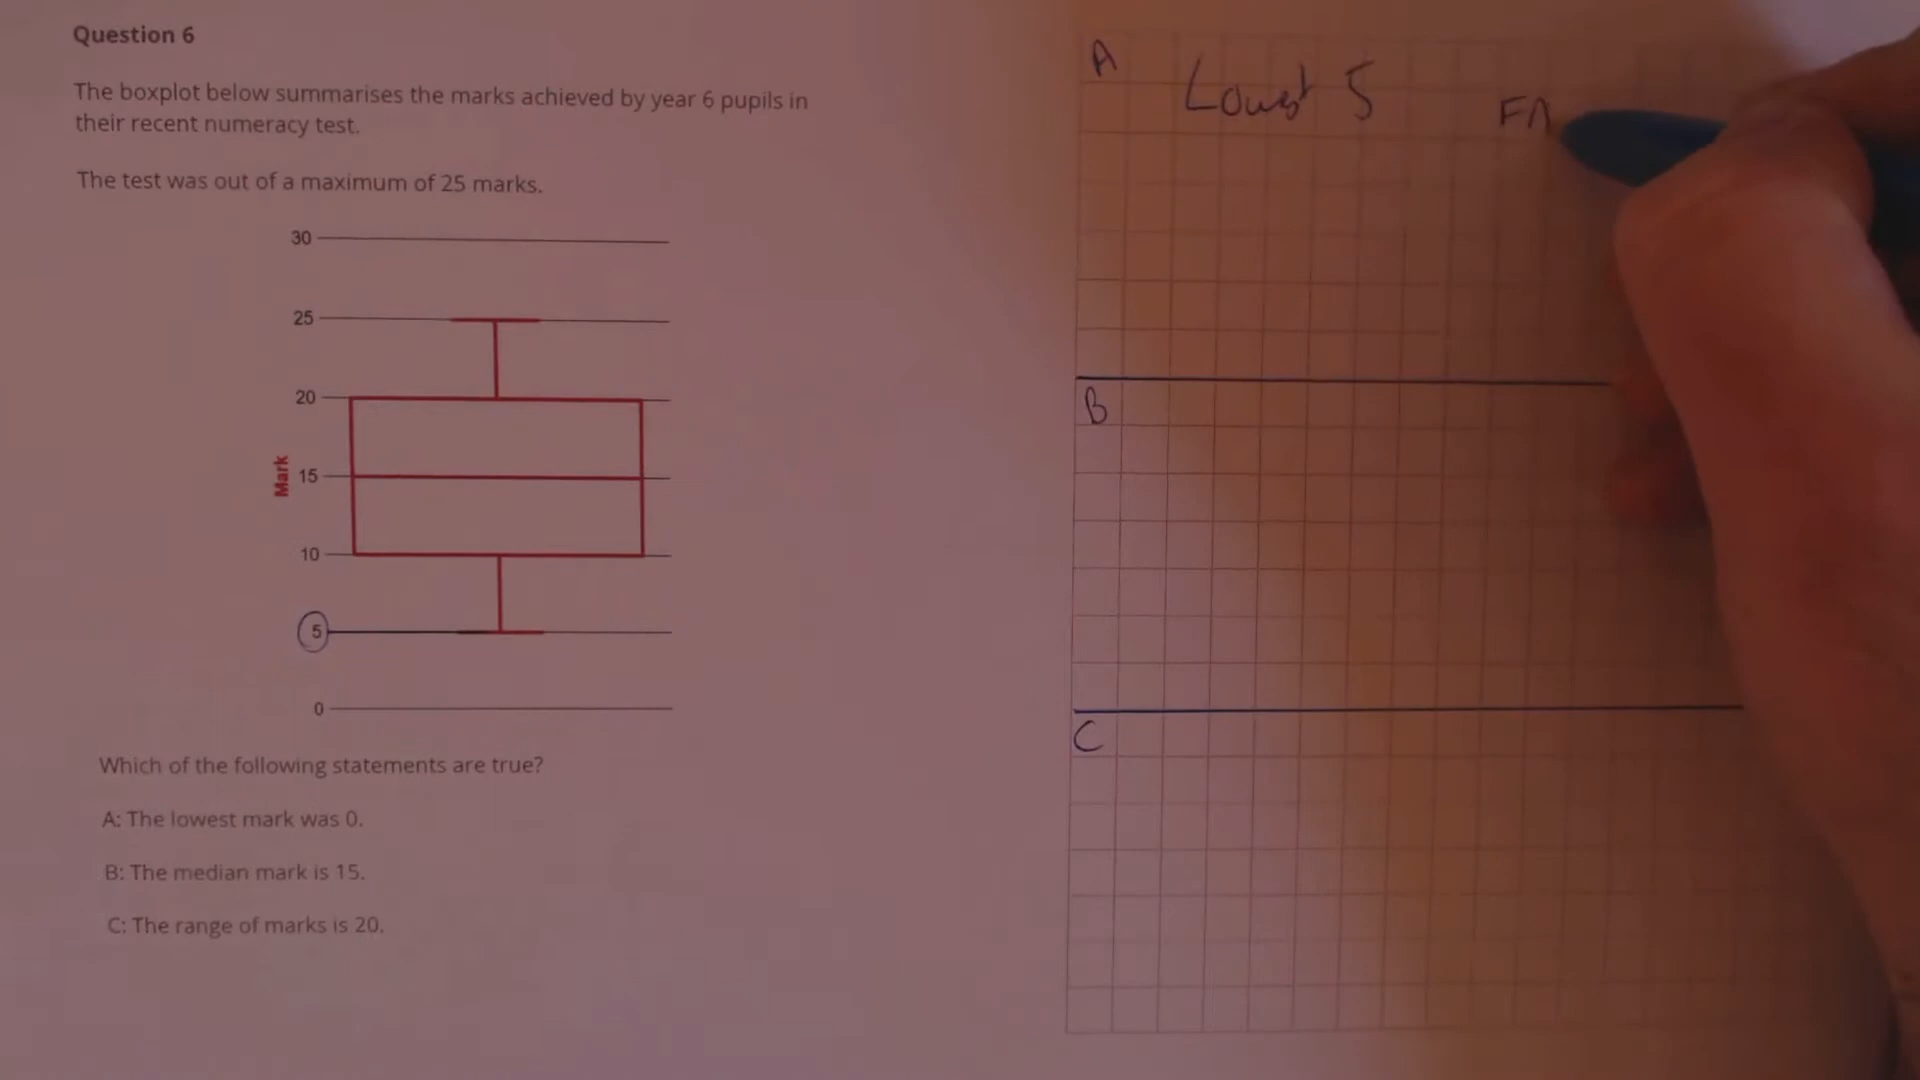 Question 6
The boxplot below summarises the marks achieved by year 6 pupils in
their recent numeracy test.
The test was out of a maximum of 25 marks.
30
25
20
Mark
15
10
5
0
Which of the following statements are true?
A: The lowest mark was 0.
B: The median mark is 15.
C: The range of marks is 20.
A
Lowest 5 FA
B
C